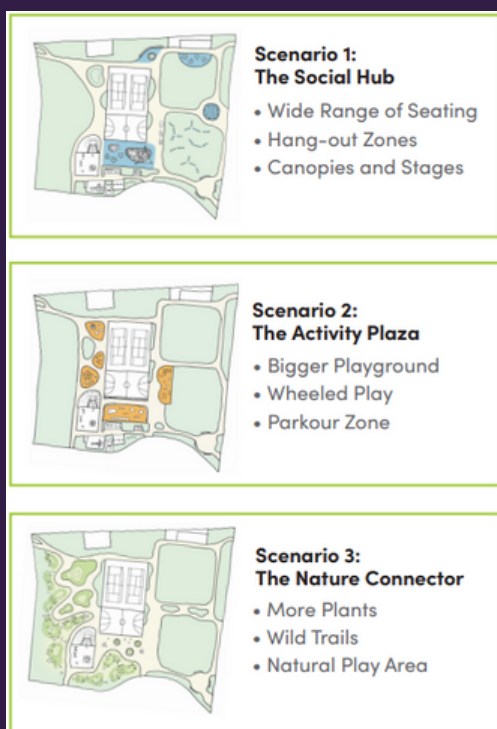 Scenario 1:
The Social Hub
• Wide Range of Seating
• Hang-out Zones
• Canopies and Stages
Scenario 2:
The Activity Plaza
• Bigger Playground
• Wheeled Play
• Parkour Zone
Scenario 3:
The Nature Connector
• More Plants
• Wild Trails
• Natural Play Area